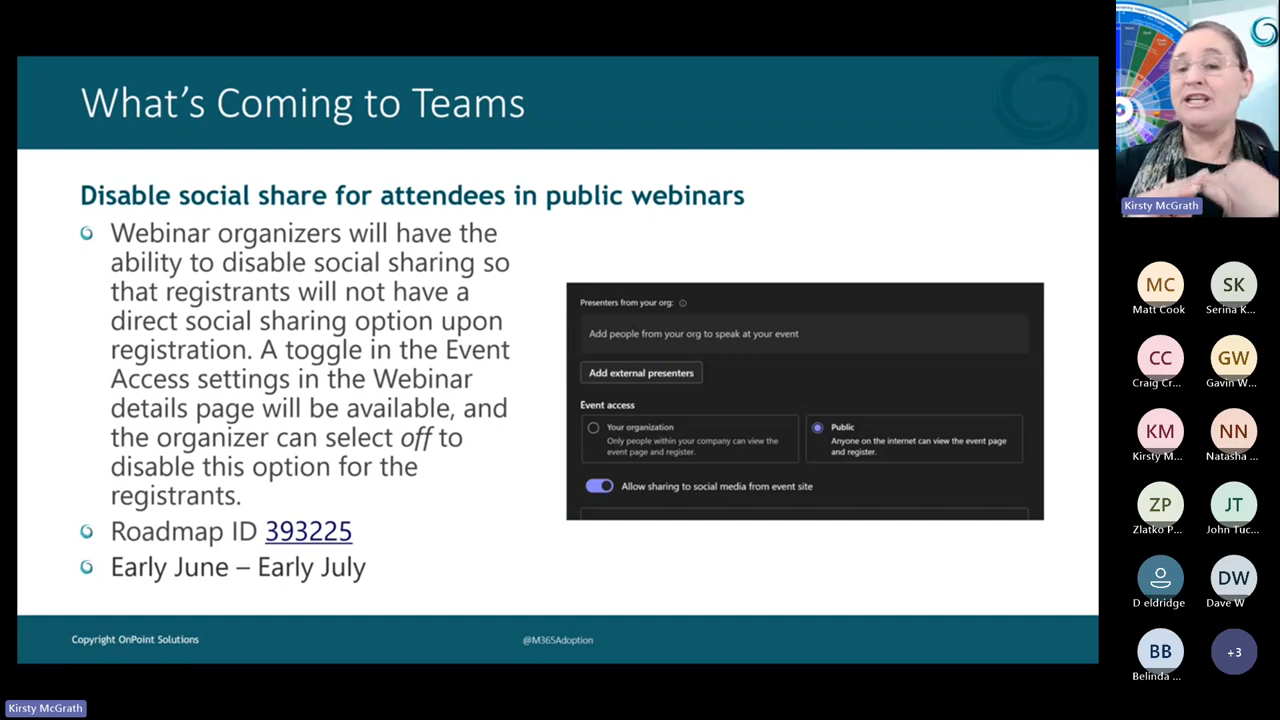 What's Coming to Teams
Disable social share for attendees in public webinars
Webinar organizers will have the
ability to disable social sharing so
that registrants will not have a
direct social sharing option upon
registration. A toggle in the Event
Access settings in the Webinar
details page will be available, and
the organizer can select off to
disable this option for the
registrants.
Roadmap ID 393225
Early June – Early July
Presenters from your org:
Add people from your org to speak at your event
Add external presenters
Event access
Your organization
Only people within your company can view the
event page and register.
Public
Anyone on the internet can view the event page
and register.
Allow sharing to social media from event site
Copyright OnPoint Solutions
@M365Adoption
Kirsty McGrath
MC
Matt Cook
SK
Serina K...
CC
Craig Cr...
GW
Gavin W...
KM
Kirsty M...
NN
Natasha ...
ZP
Zlatko P...
JT
John Tuc...
D eldridge
DW
Dave W
BB
Belinda ...
+3
Kirsty McGrath